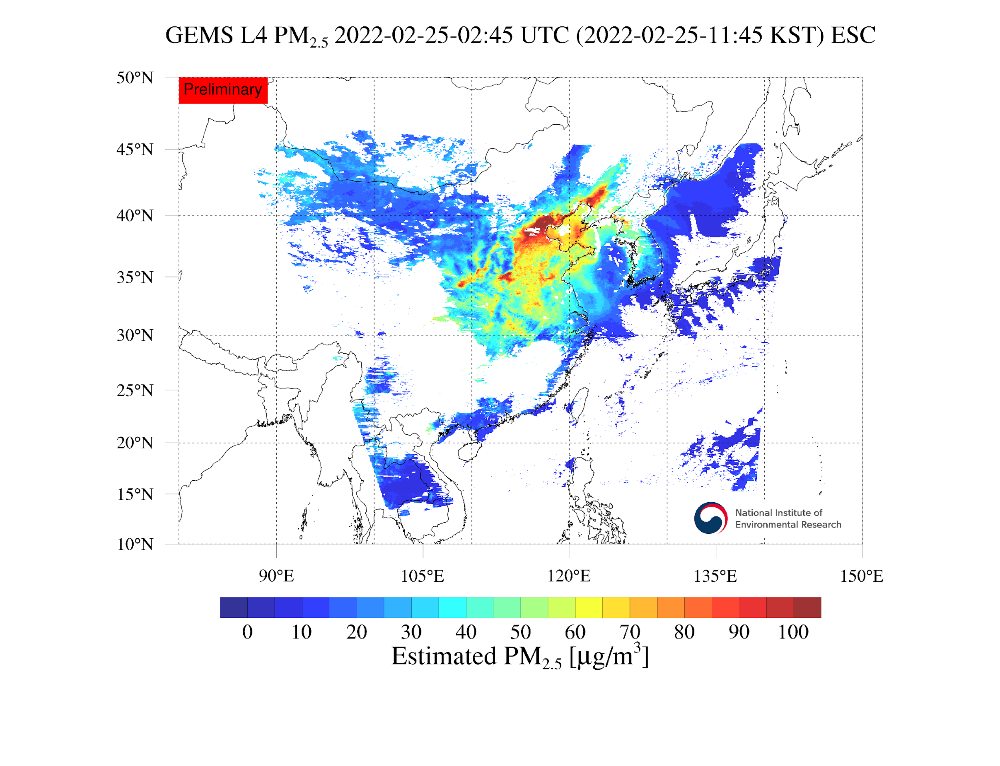 GEMS L4 PM2.5 2022-02-25-02:45 UTC (2022-02-25-11:45 KST) ESC
50°N
Preliminary
45°N
40°N
35°N
30°N
25°N
20°N
15°N
National Institute of
Environmental Research
10°N
90°E 105°E 120°E 135°E 150°E
0 10 20 30 40 50 60 70 80 90 100
Estimated PM2.5 [μg/m3]